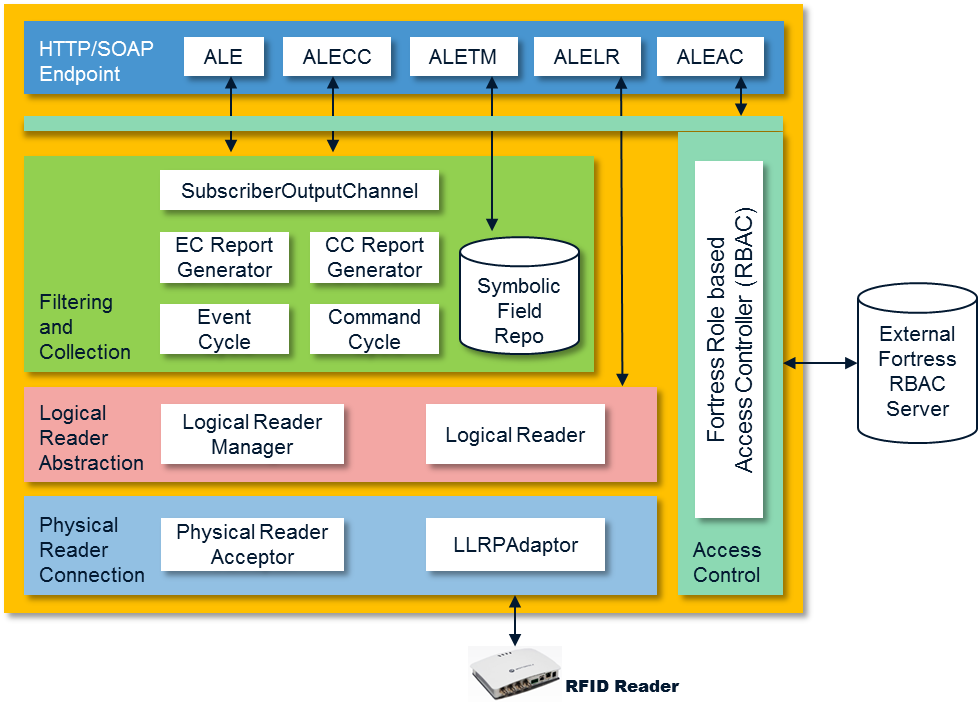 HTTP/SOAP
Endpoint
ALE
ALECC
ALETM
ALELR
ALEAC
SubscriberOutputChannel
EC Report
Generator
CC Report
Generator
Event
Cycle
Command
Cycle
Symbolic
Field
Repo
Filtering
and
Collection
Logical
Reader
Abstraction
Logical Reader
Manager
Logical Reader
Physical
Reader
Connection
Physical Reader
Acceptor
LLRPAdaptor
Fortress Role based
Access Controller (RBAC)
Access
Control
External
Fortress
RBAC
Server
RFID Reader